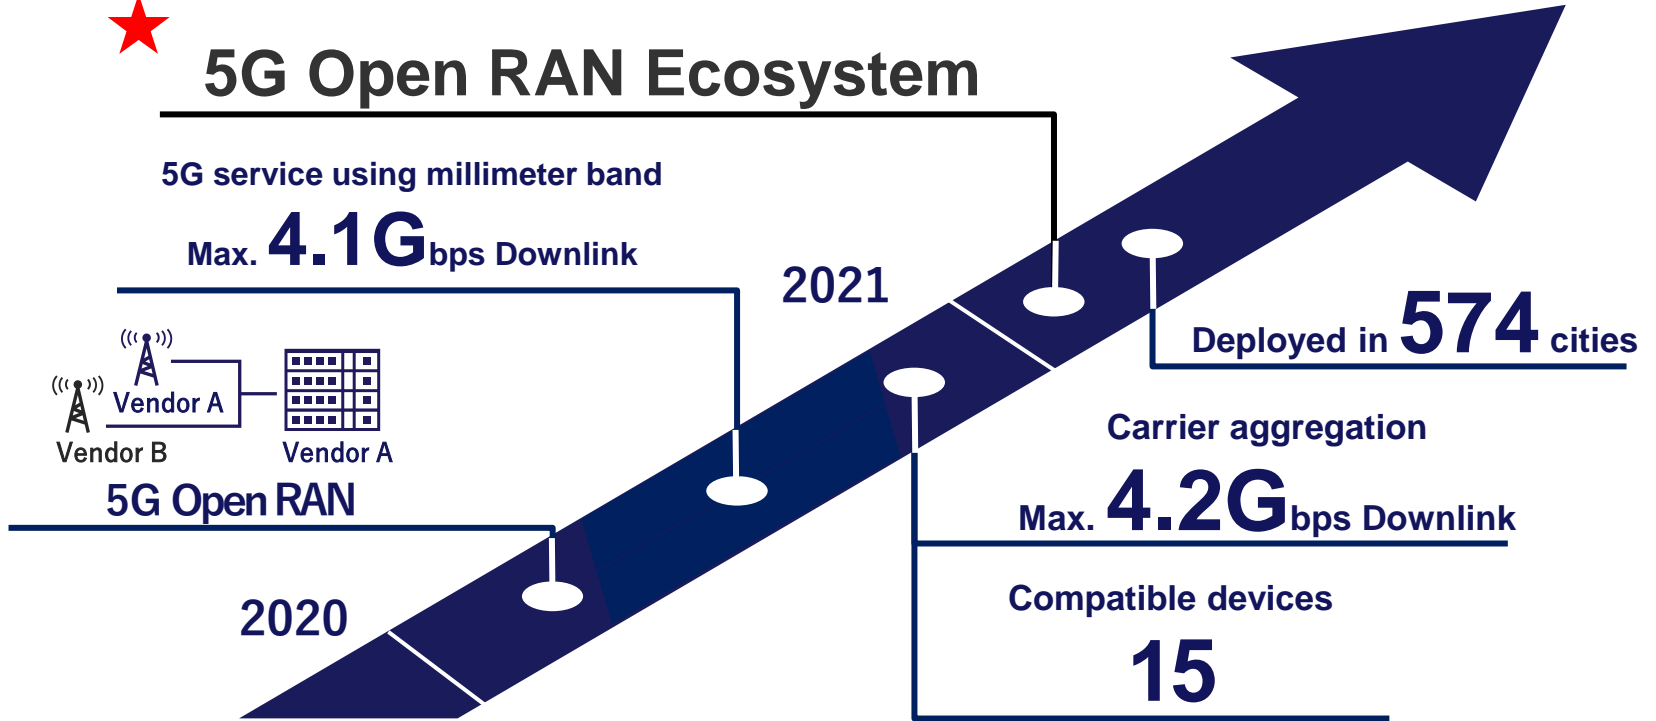 5G Open RAN Ecosystem
5G service using millimeter band
Max. 4.1Gbps Downlink
2021
Deployed in 574 cities
Vendor A
Vendor B
Vendor A
5G Open RAN
Carrier aggregation
Max. 4.2Gbps Downlink
2020
Compatible devices
15